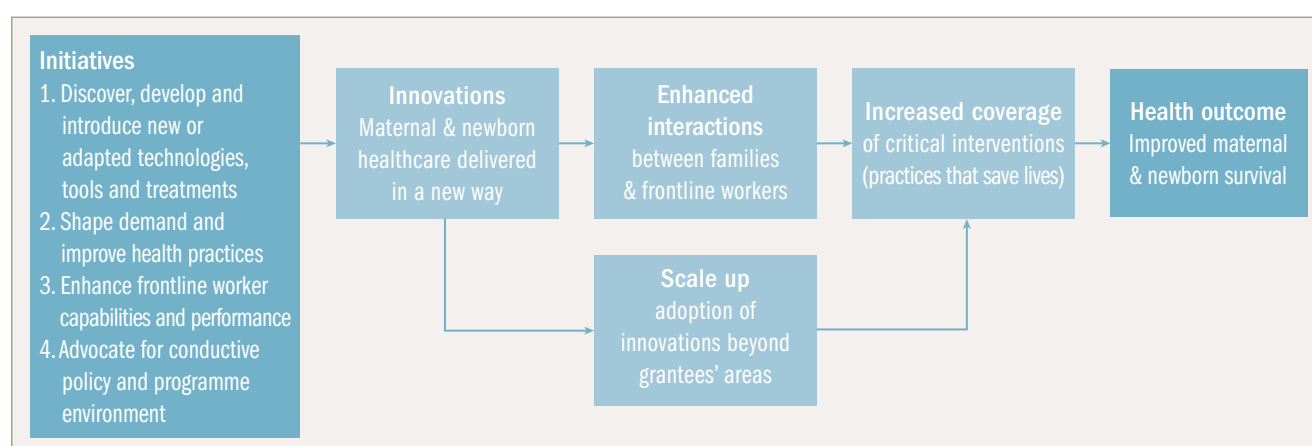 Initiatives
1. Discover, develop and
introduce new or
adapted technologies,
tools and treatments
2. Shape demand and
improve health practices
3. Enhance frontline worker
capabilities and performance
4. Advocate for conductive
policy and programme
environment
Innovations
Maternal & newborn
healthcare delivered
in a new way
Enhanced
interactions
between families
& frontline workers
Scale up
adoption of
innovations beyond
grantees’ areas
Increased coverage
of critical interventions
(practices that save lives)
Health outcome
Improved maternal
& newborn survival